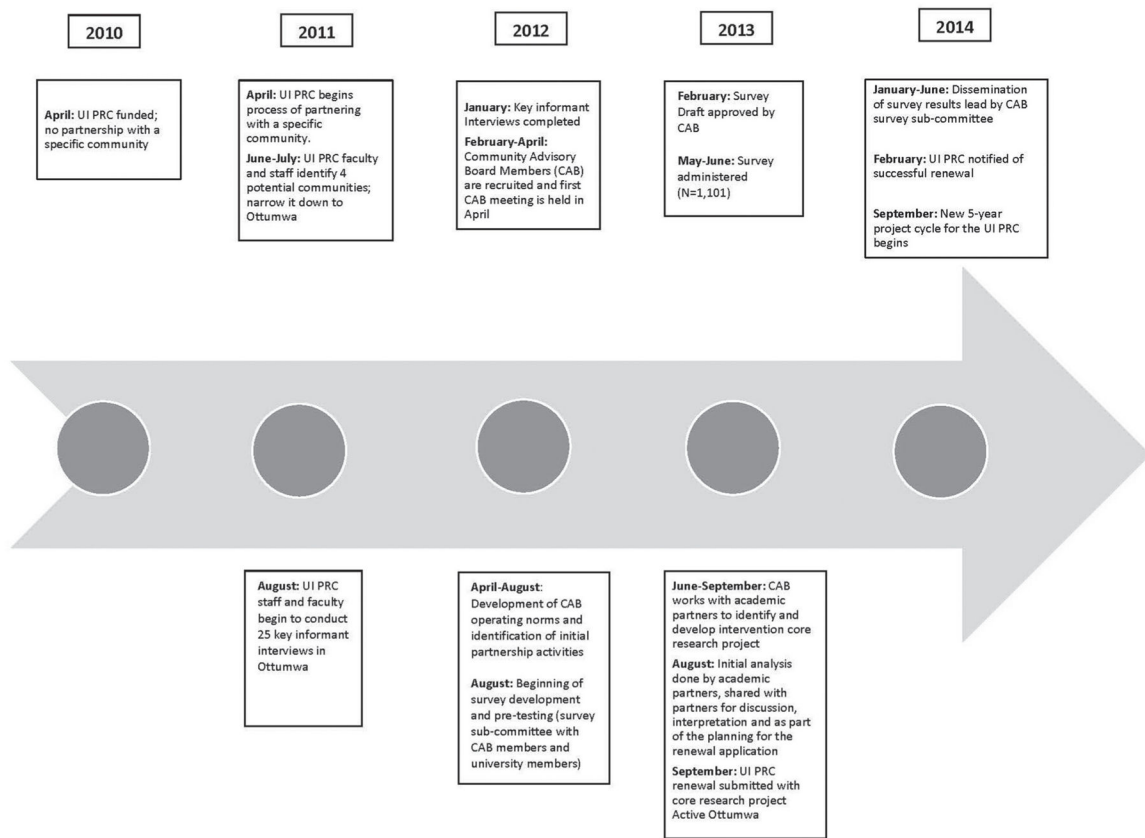 2010
2011
2012
2013
2014
April: UI PRC funded;
no partnership with a
specific community
April: UI PRC begins
process of partnering
with a specific
community.
June-July: UI PRC faculty
and staff identify 4
potential communities;
narrow it down to
Ottumwa
January: Key informant
Interviews completed
February-April:
Community Advisory
Board Members (CAB)
are recruited and first
CAB meeting is held in
April
February: Survey
Draft approved by
CAB
May-June: Survey
administered
(N=1,101)
January-June: Dissemination
of survey results lead by CAB
survey sub-committee
February: UI PRC notified of
successful renewal
September: New 5-year
project cycle for the UI PRC
begins
August: UI PRC
staff and faculty
begin to conduct
25 key informant
interviews in
Ottumwa
April-August:
Development of CAB
operating norms and
identification of initial
partnership activities
August: Beginning of
survey development
and pre-testing (survey
sub-committee with
CAB members and
university members)
June-September: CAB
works with academic
partners to identify and
develop intervention core
research project
August: Initial analysis
done by academic
partners, shared with
partners for discussion,
interpretation and as part
of the planning for the
renewal application
September: UI PRC
renewal submitted with
core research project
Active Ottumwa